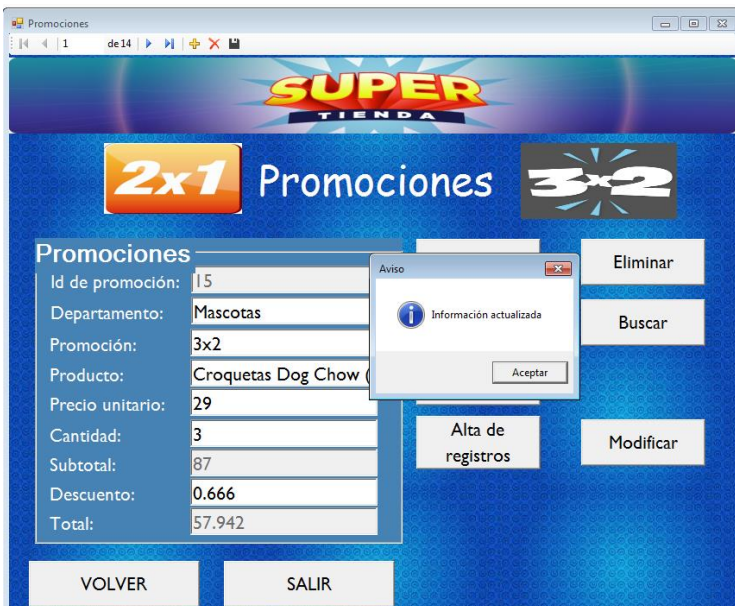 Promociones
1 de 14
SUPER
TIENDA
2x1 Promociones 3x2
Promociones
Id de promoción: 15
Departamento: Mascotas
Promoción: 3x2
Producto: Croquetas Dog Chow (
Precio unitario: 29
Cantidad: 3
Subtotal: 87
Descuento: 0.666
Total: 57.942
Aviso
Información actualizada
Aceptar
Eliminar
Buscar
Alta de
registros
Modificar
VOLVER SALIR